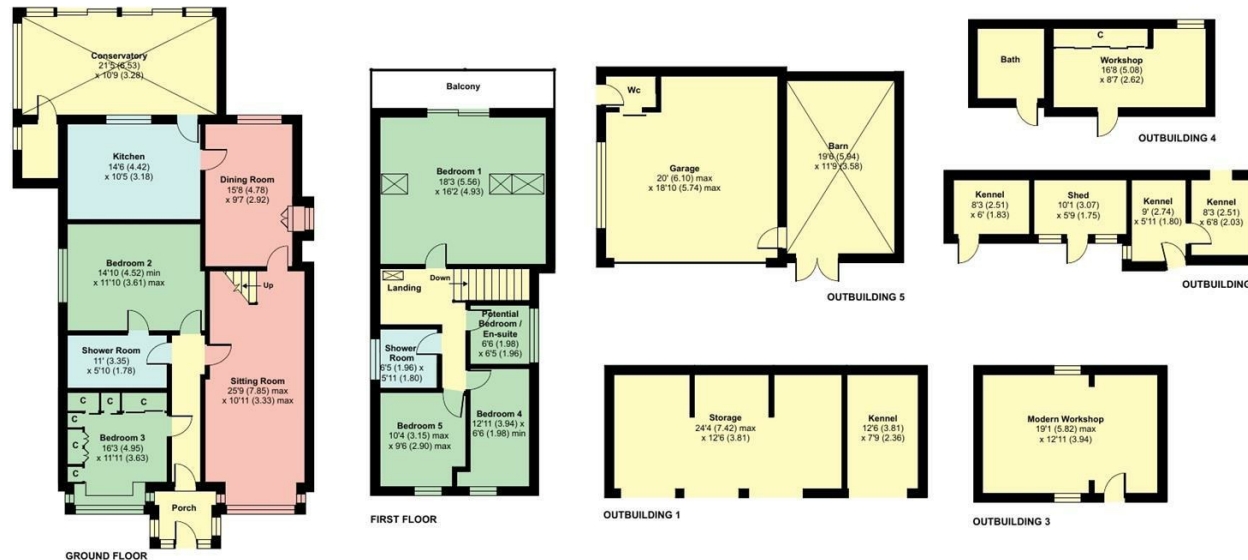 Conservatory
21'5 (6.53)
x 10'9 (3.28)
Kitchen
14'6 (4.42)
x 10'5 (3.18)
Dining Room
15'8 (4.78)
x 9'7 (2.92)
Bedroom 2
14'10 (4.52) min
x 11'10 (3.61) max
Up
Shower Room
11' (3.35)
x 5'10 (1.78)
Sitting Room
25'9 (7.85) max
x 10'11 (3.33) max
C
C
C
C
C
C
Bedroom 3
16'3 (4.95)
x 11'11 (3.63)
Porch
GROUND FLOOR
Balcony
Bedroom 1
18'3 (5.56)
x 16'2 (4.93)
Landing
Down
Potential
Bedroom /
En-suite
6'6 (1.98)
x 6'5 (1.96)
Shower
Room
6'5 (1.96) x
5'11 (1.80)
Bedroom 4
12'11 (3.94) x
6'6 (1.98) min
Bedroom 5
10'4 (3.15) max
x 9'6 (2.90) max
FIRST FLOOR
Wc
Garage
20' (6.10) max
x 18'10 (5.74) max
Barn
19'6 (5.94)
x 11'9 (3.58)
OUTBUILDING 5
Bath
C
Workshop
16'8 (5.08)
x 8'7 (2.62)
OUTBUILDING 4
Kennel
8'3 (2.51)
x 6' (1.83)
Shed
10'1 (3.07)
x 5'9 (1.75)
Kennel
9' (2.74)
x 5'11 (1.80)
Kennel
8'3 (2.51)
x 6'8 (2.03)
OUTBUILDING
Storage
24'4 (7.42) max
x 12'6 (3.81)
Kennel
12'6 (3.81)
x 7'9 (2.36)
OUTBUILDING 1
Modern Workshop
19'1 (5.82) max
x 12'11 (3.94)
OUTBUILDING 3